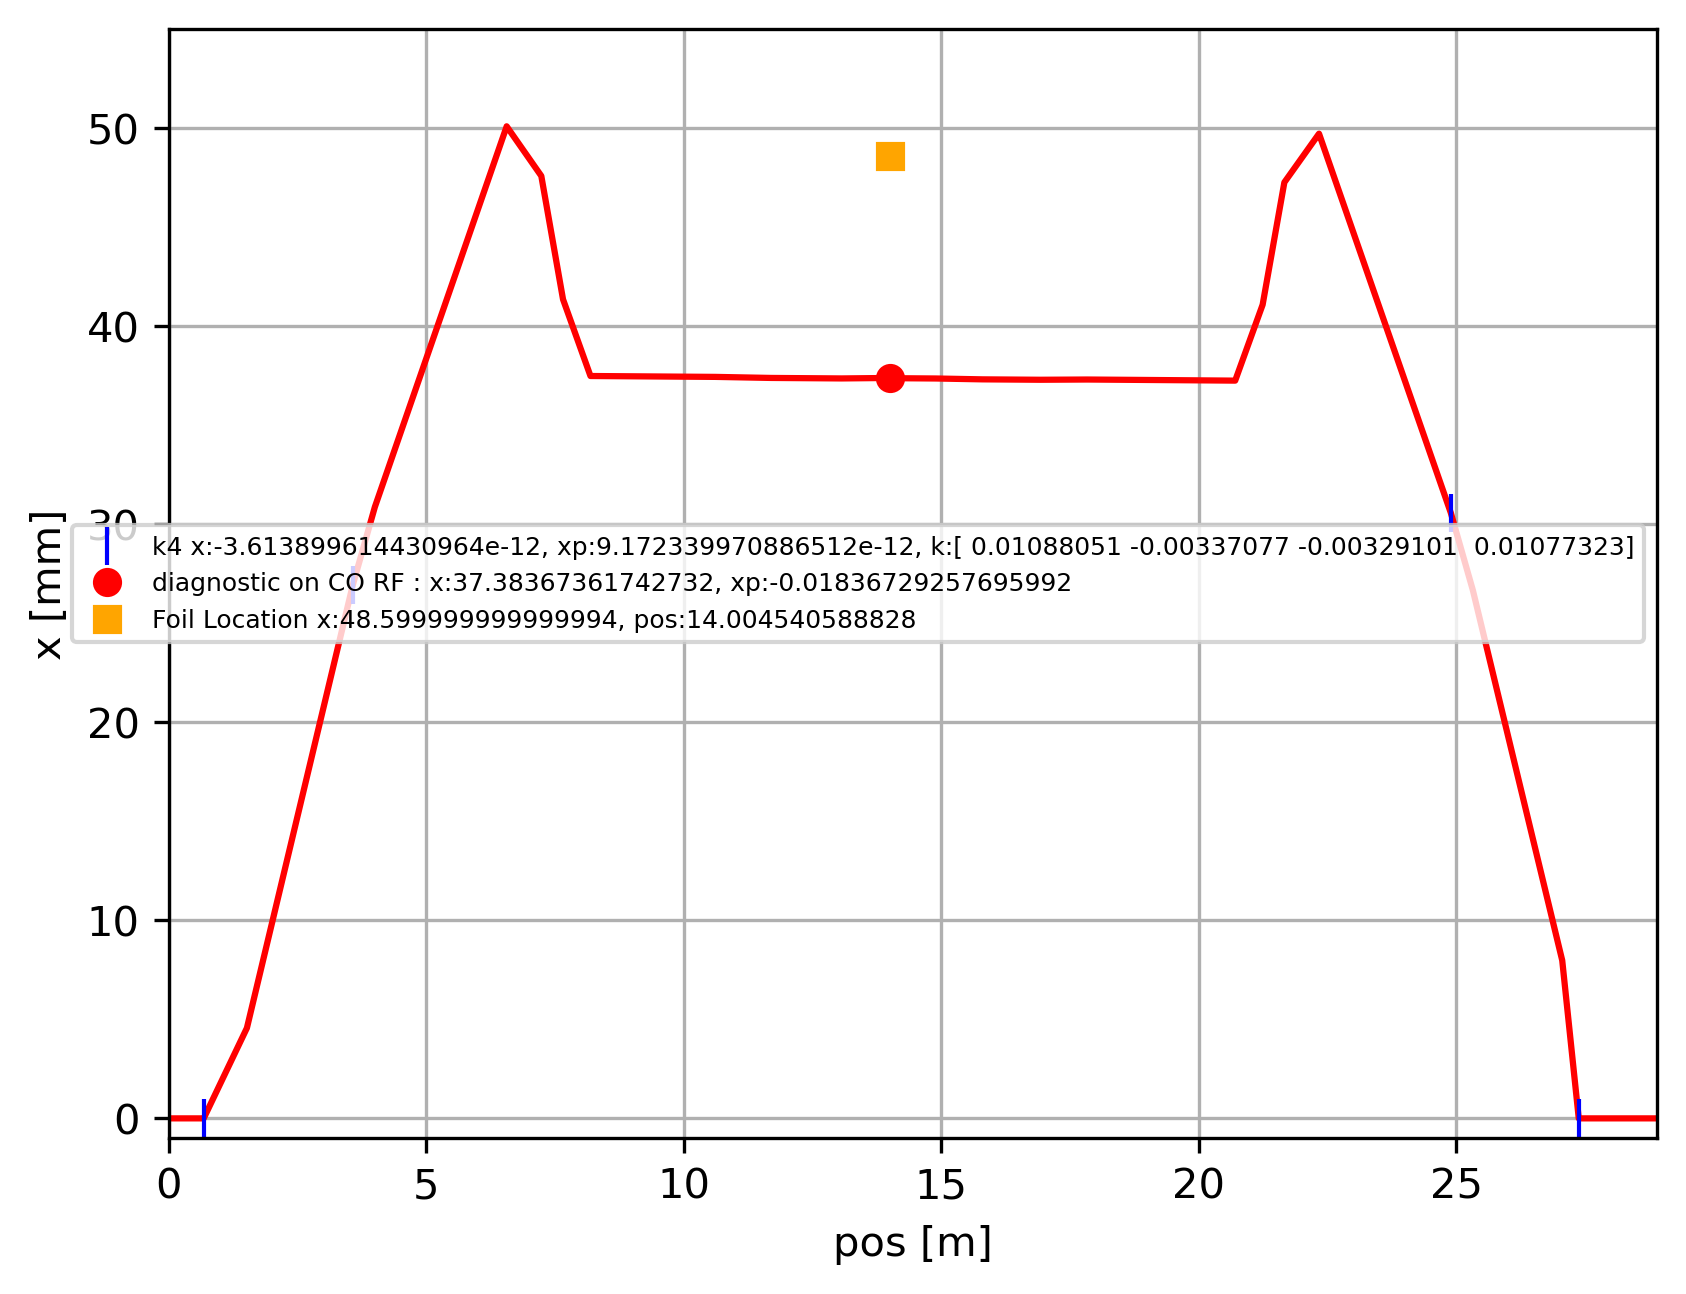 50
40
30
k4 x:-3.613899614430964e-12, xp:9.172339970886512e-12, k:[ 0.01088051 -0.00337077 -0.00329101  0.01077323]
diagnostic on CO RF : x:37.38367361742732, xp:-0.01836729257695992
Foil Location x:48.599999999999994, pos:14.004540588828
x [mm]
20
10
0
0 5 10 15 20 25
pos [m]